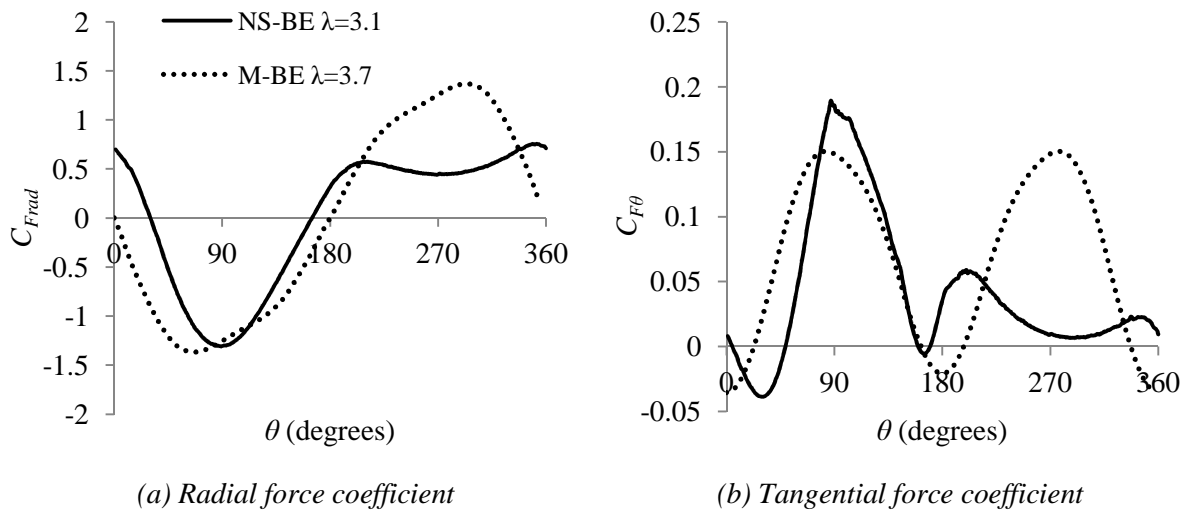 NS-BE λ=3.1
M-BE λ=3.7
2
1.5
1
0.5
0
-0.5
-1
-1.5
-2
C_Frad
0 90 180 270 360
θ (degrees)
(a) Radial force coefficient
0.25
0.2
0.15
0.1
0.05
0
-0.05
C_Fθ
0 90 180 270 360
θ (degrees)
(b) Tangential force coefficient